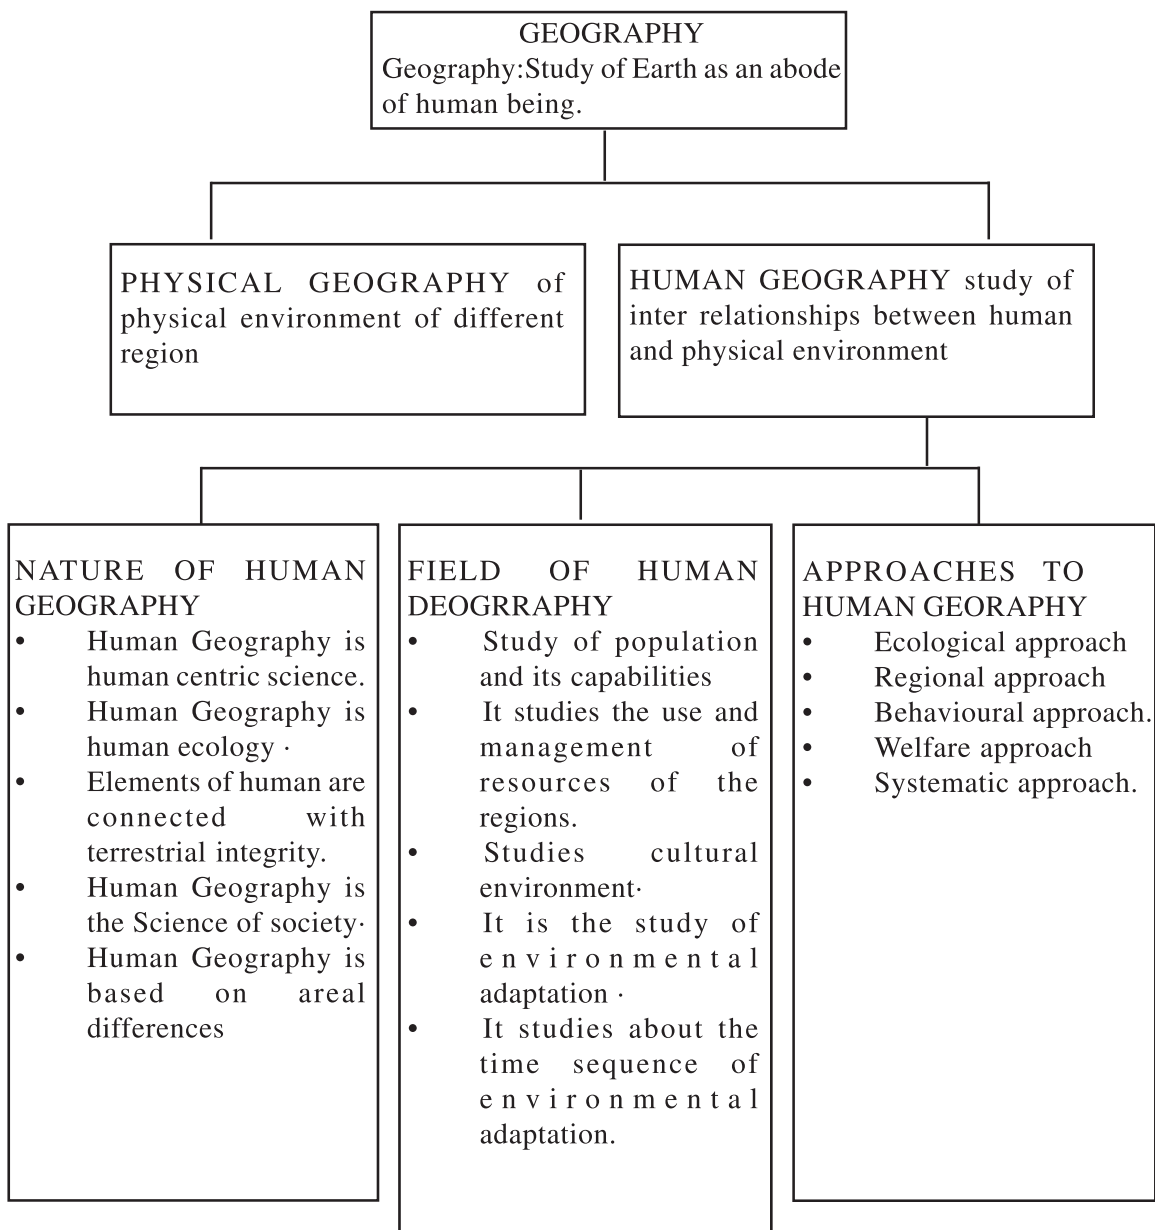 GEOGRAPHY
Geography:Study of Earth as an abode
of human being.
PHYSICAL GEOGRAPHY of
physical environment of different
region
HUMAN GEOGRAPHY study of
inter relationships between human
and physical environment
NATURE OF HUMAN
GEOGRAPHY
• Human Geography is
human centric science.
• Human Geography is
human ecology ·
• Elements of human are
connected with
terrestrial integrity.
• Human Geography is
the Science of society·
• Human Geography is
based on areal
differences
FIELD OF HUMAN
DEOGRRAPHY
• Study of population
and its capabilities
• It studies the use and
management of
resources of the
regions.
• Studies cultural
environment·
• It is the study of
environmental
adaptation ·
• It studies about the
time sequence of
environmental
adaptation.
APPROACHES TO
HUMAN GEORAPHY
• Ecological approach
• Regional approach
• Behavioural approach.
• Welfare approach
• Systematic approach.